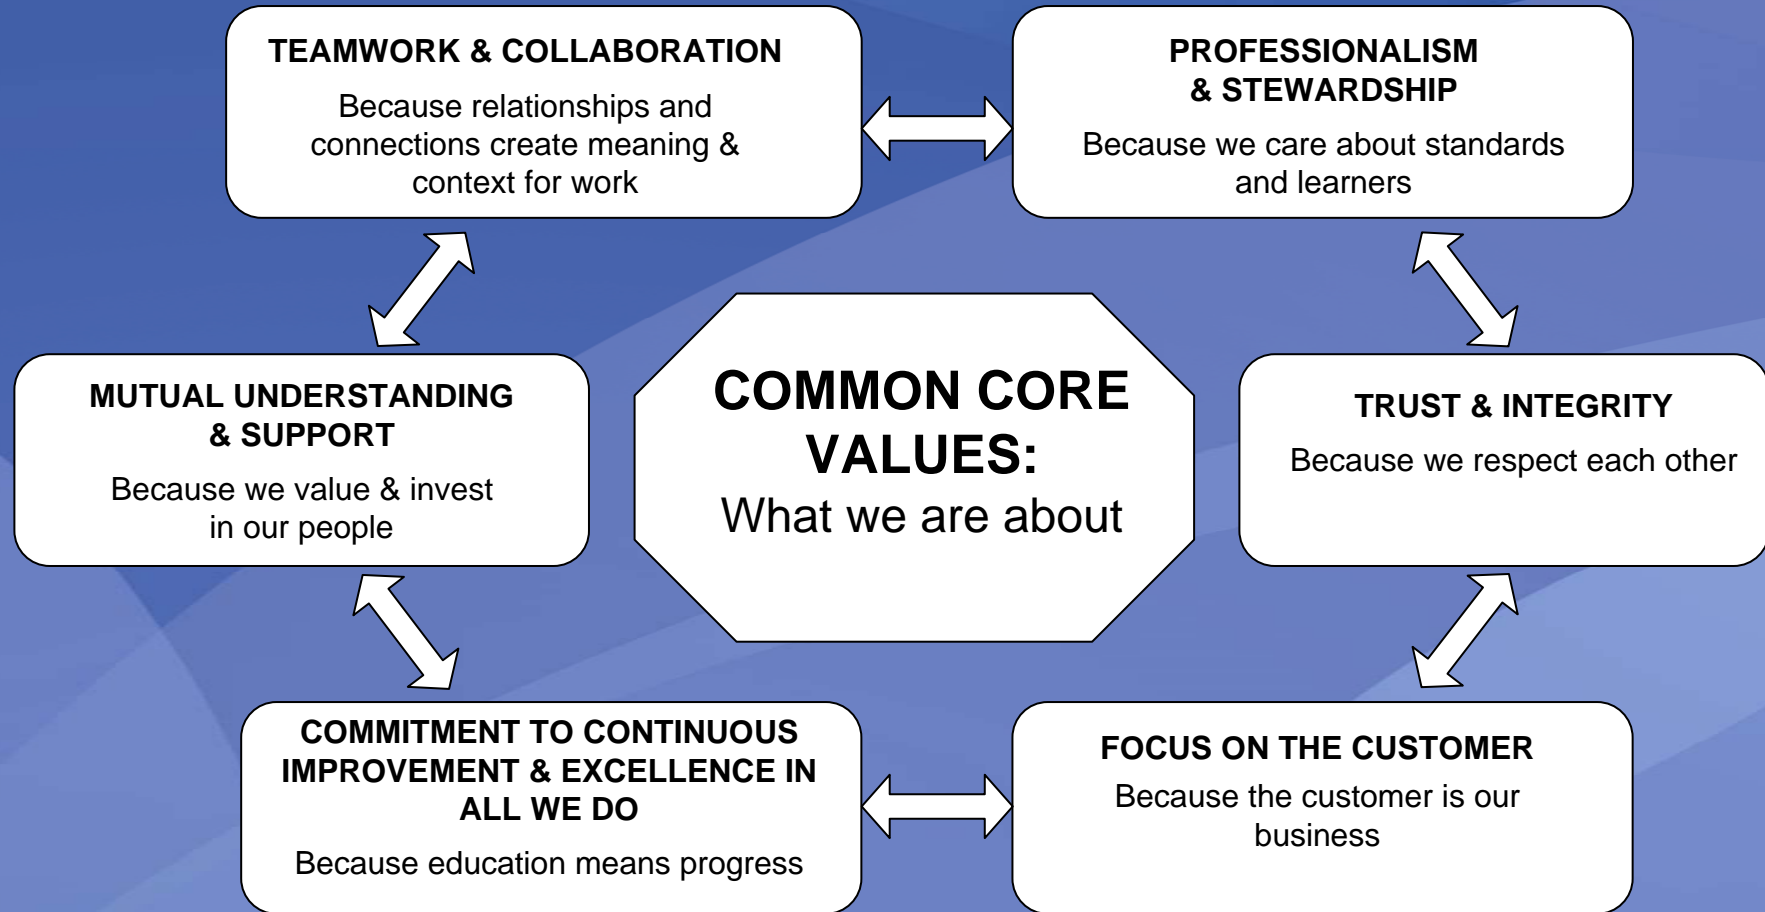 TEAMWORK & COLLABORATION
Because relationships and
connections create meaning &
context for work
PROFESSIONALISM
& STEWARDSHIP
Because we care about standards
and learners
MUTUAL UNDERSTANDING
& SUPPORT
Because we value & invest
in our people
COMMON CORE
VALUES:
What we are about
TRUST & INTEGRITY
Because we respect each other
COMMITMENT TO CONTINUOUS
IMPROVEMENT & EXCELLENCE IN
ALL WE DO
Because education means progress
FOCUS ON THE CUSTOMER
Because the customer is our
business